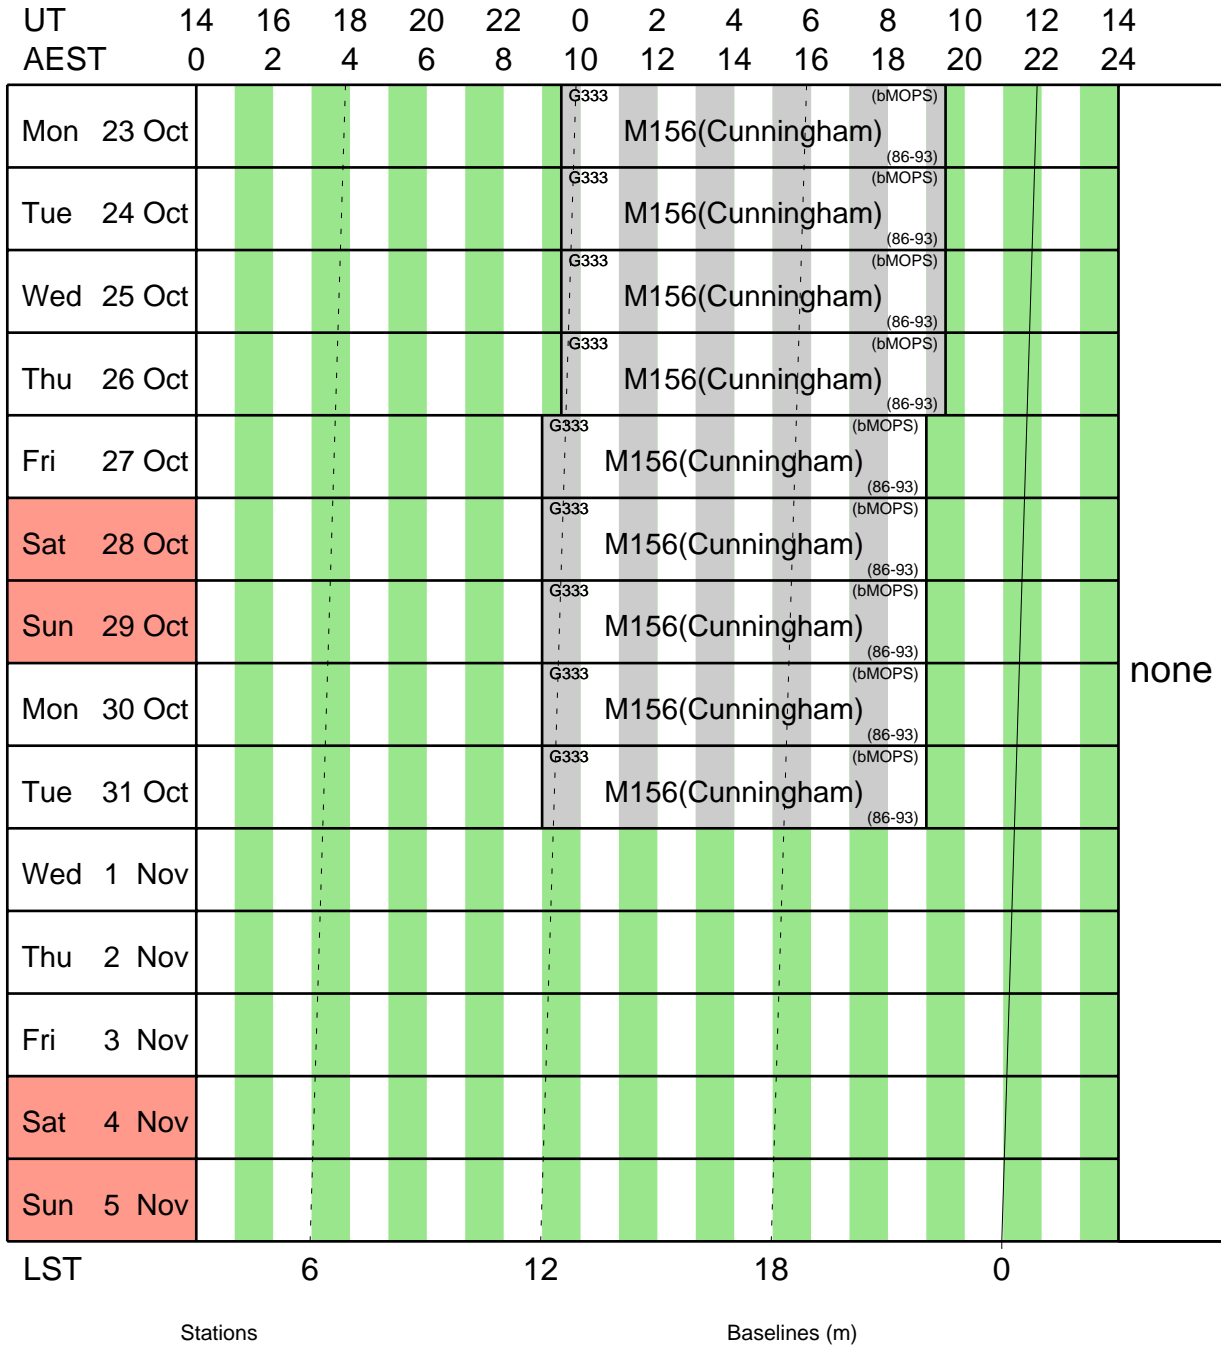 UT 14 16 18 20 22 0 2 4 6 8 10 12 14
AEST 0 2 4 6 8 10 12 14 16 18 20 22 24
G333 (bMOPS)
Mon 23 Oct M156(Cunningham)
(86-93)
G333 (bMOPS)
Tue 24 Oct M156(Cunningham)
(86-93)
G333 (bMOPS)
Wed 25 Oct M156(Cunningham)
(86-93)
G333 (bMOPS)
Thu 26 Oct M156(Cunningham)
(86-93)
G333 (bMOPS)
Fri 27 Oct M156(Cunningham)
(86-93)
G333 (bMOPS)
Sat 28 Oct M156(Cunningham)
(86-93)
G333 (bMOPS)
Sun 29 Oct M156(Cunningham)
(86-93)
none
G333 (bMOPS)
Mon 30 Oct M156(Cunningham)
(86-93)
G333 (bMOPS)
Tue 31 Oct M156(Cunningham)
(86-93)
Wed 1 Nov
Thu 2 Nov
Fri 3 Nov
Sat 4 Nov
Sun 5 Nov
LST 6 12 18 0
Stations Baselines (m)